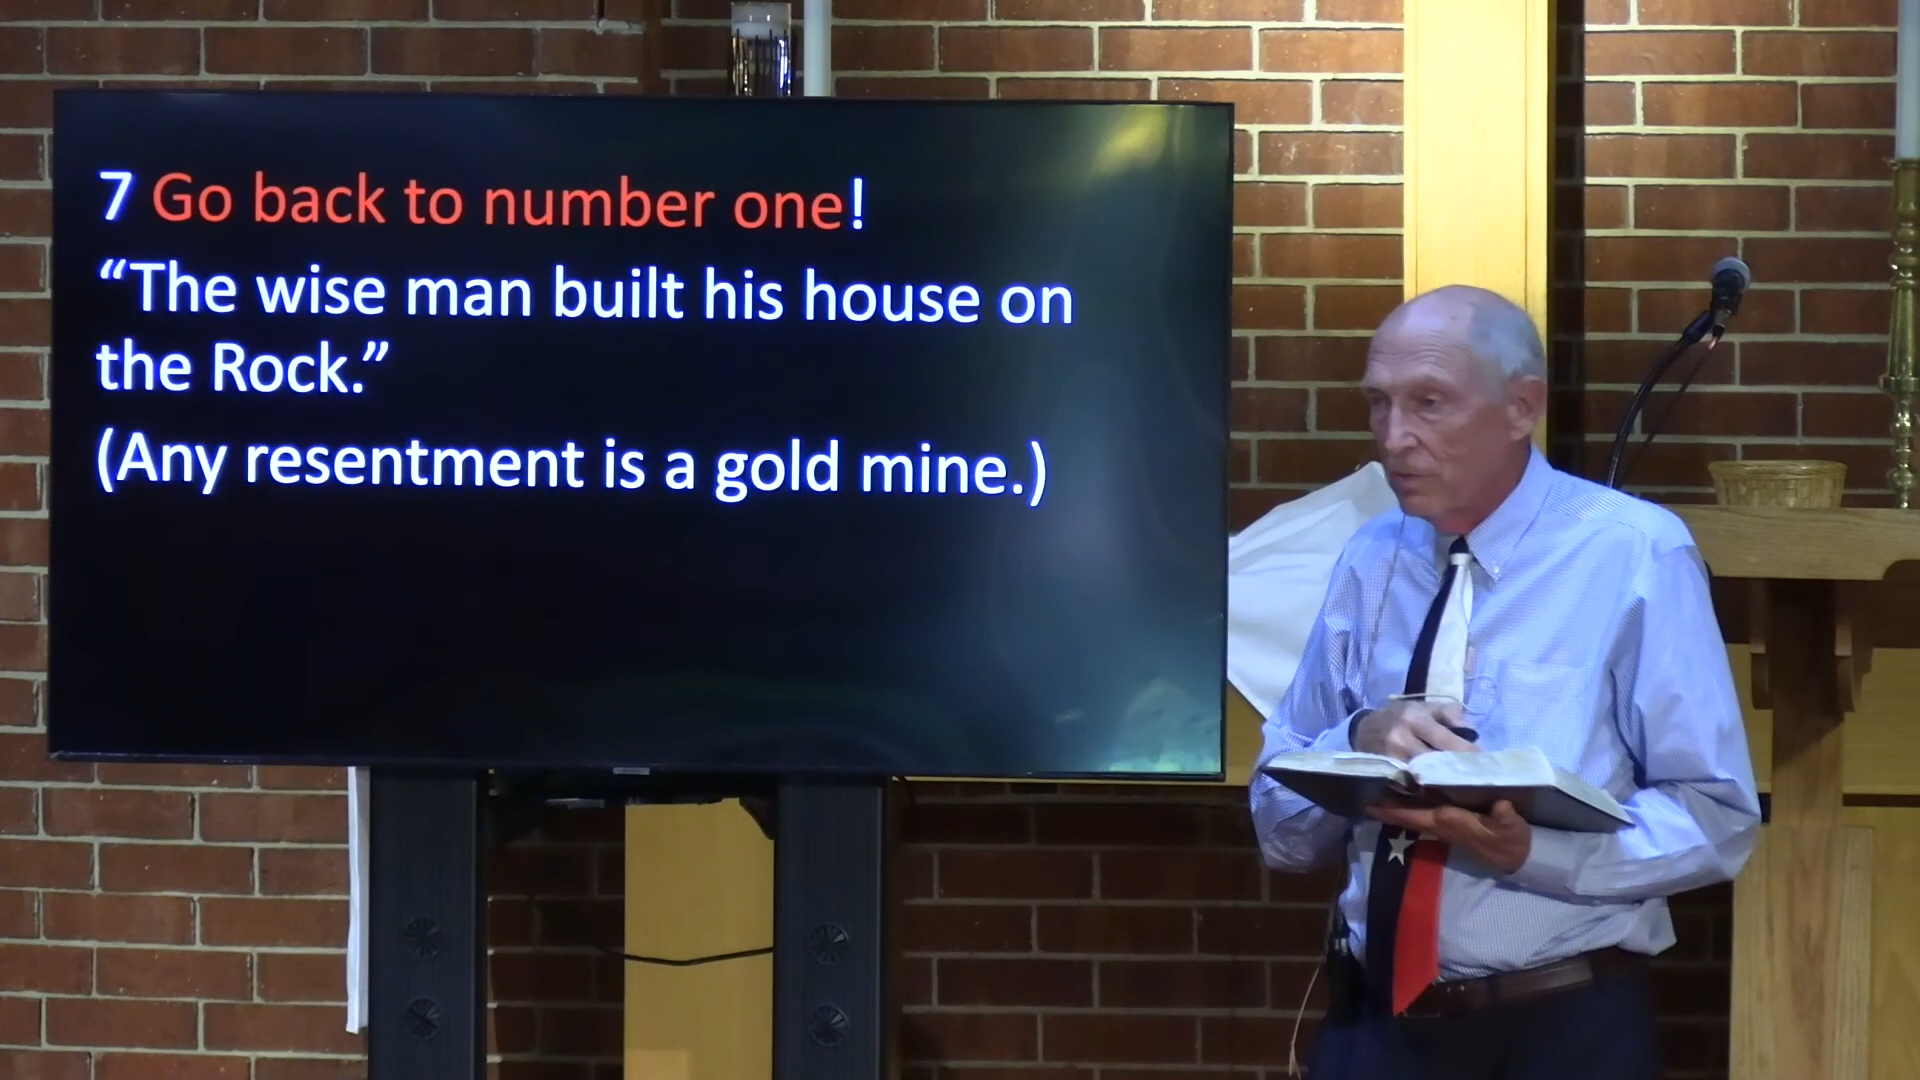 7 Go back to number one!
“The wise man built his house on
the Rock.”
(Any resentment is a gold mine.)